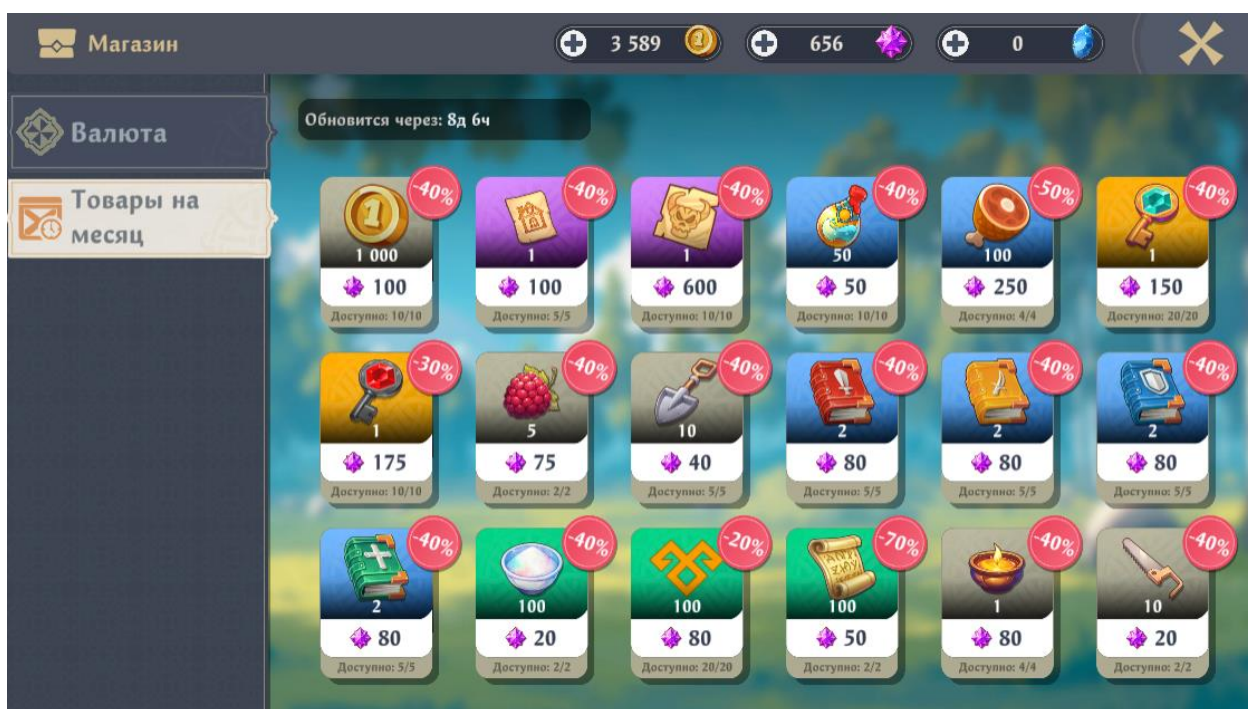 Магазин
3 589
656
0
Валюта
Товары на
месяц
Обновится через: 8д 6ч
-40%
-40%
-40%
-40%
-50%
-40%
1 000
1
1
50
100
1
100
100
600
50
250
150
Доступно: 10/10
Доступно: 5/5
Доступно: 10/10
Доступно: 10/10
Доступно: 4/4
Доступно: 20/20
-30%
-40%
-40%
-40%
-40%
-40%
1
5
10
2
2
2
175
75
40
80
80
80
Доступно: 10/10
Доступно: 2/2
Доступно: 5/5
Доступно: 5/5
Доступно: 5/5
Доступно: 5/5
-40%
-40%
-20%
-70%
-40%
-40%
2
100
100
100
1
10
80
20
80
50
80
20
Доступно: 5/5
Доступно: 2/2
Доступно: 20/20
Доступно: 2/2
Доступно: 4/4
Доступно: 2/2